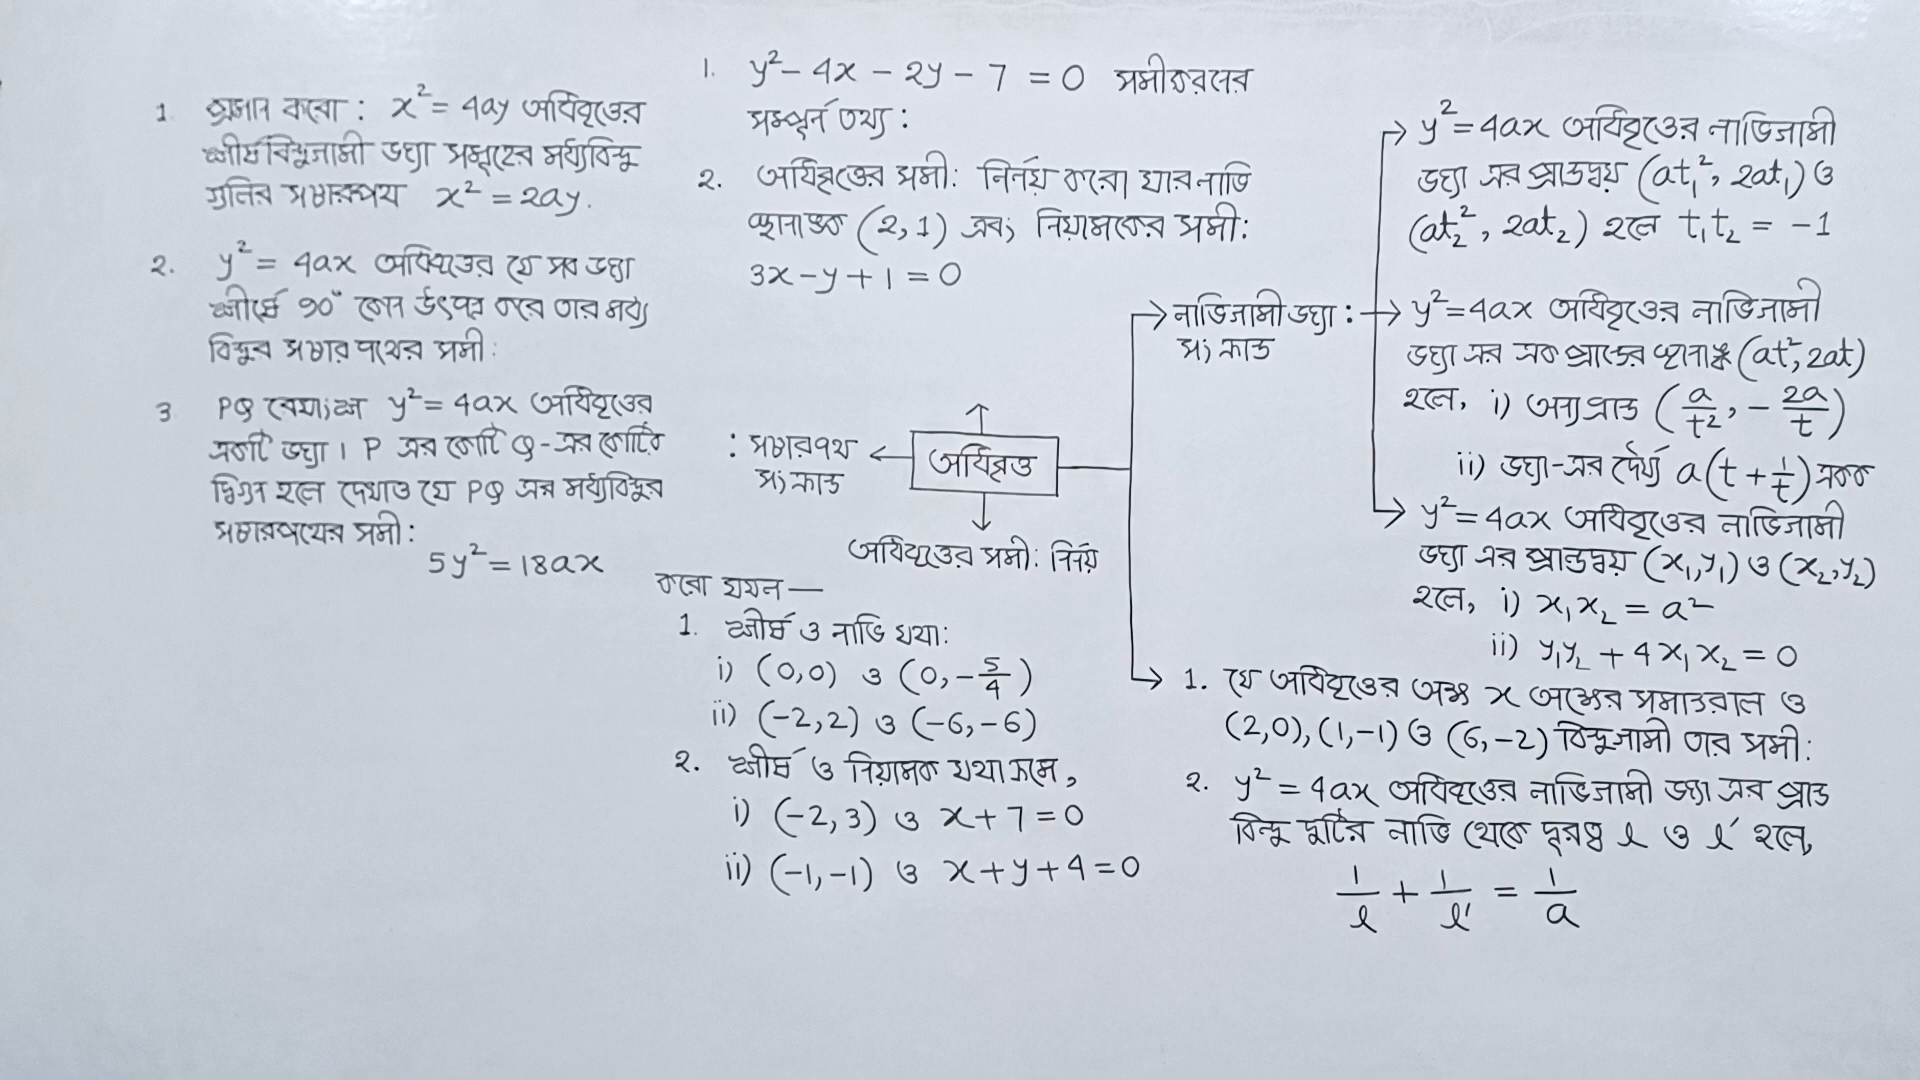 1 প্রমাণ করো : x² = 4ay অধিবৃত্তের
শীর্ষবিন্দুগামী জ্যা সমূহের মধ্যবিন্দু
গুলির সঞ্চারপথ x² = 2ay.
2. y² = 4ax অধিবৃত্তের যে সব জ্যা
শীর্ষে 90° কোন উৎপন্ন করে তার মধ্য
বিন্দুর সঞ্চার পথের সমী:
3 PQ রেখাংশ y² = 4ax অধিবৃত্তের
একটি জ্যা। P এর কোটি Q-এর কোটির
দ্বিগুন হলে দেখাও যে PQ এর মধ্যবিন্দুর
সঞ্চারপথের সমী:
5y² = 18ax
1. y² – 4x – 2y – 7 = 0 সমীকরনের
সম্পূর্ন তথ্য :
2. অধিবৃত্তের সমী: নির্নয় করো যার নাভি
স্থানাঙ্ক (2, 1) এবং নিয়ামকের সমী:
3x – y + 1 = 0
: সঞ্চারপথ
সংক্রান্ত
অধিবৃত্ত
অধিবৃত্তের সমী: নির্নয়
করো যখন —
1. শীর্ষ ও নাভি যথা:
i) (0,0) ও (0, -5/4)
ii) (-2,2) ও (-6,-6)
২. শীর্ষ ও নিয়ামক যথাক্রমে,
i) (-2,3) ও x+7=0
ii) (-1,-1) ও x+y+4=0
নাভিগামী জ্যা :
সংক্রান্ত
y² = 4ax অধিবৃত্তের নাভিগামী
জ্যা এর প্রান্তদ্বয় (at₁², 2at₁) ও
(at₂², 2at₂) হলে t₁t₂ = -1
y² = 4ax অধিবৃত্তের নাভিগামী
জ্যা এর এক প্রান্তের স্থানাঙ্ক (at², 2at)
হলে, i) অন্যপ্রান্ত (a/t², -2a/t)
ii) জ্যা-এর দৈর্ঘ্য a(t + 1/t) একক
y² = 4ax অধিবৃত্তের নাভিগামী
জ্যা এর প্রান্তদ্বয় (x₁,y₁) ও (x₂,y₂)
হলে, i) x₁x₂ = a²
ii) y₁y₂ + 4x₁x₂ = 0
1. যে অধিবৃত্তের অক্ষ x অক্ষের সমান্তরাল ও
(2,0), (1,-1) ও (6,-2) বিন্দুগামী তার সমী:
২. y² = 4ax অধিবৃত্তের নাভিগামী জ্যা এর প্রান্ত
বিন্দু দুটির নাভি থেকে দূরত্ব l ও l′ হলে,
1/l + 1/l′ = 1/a